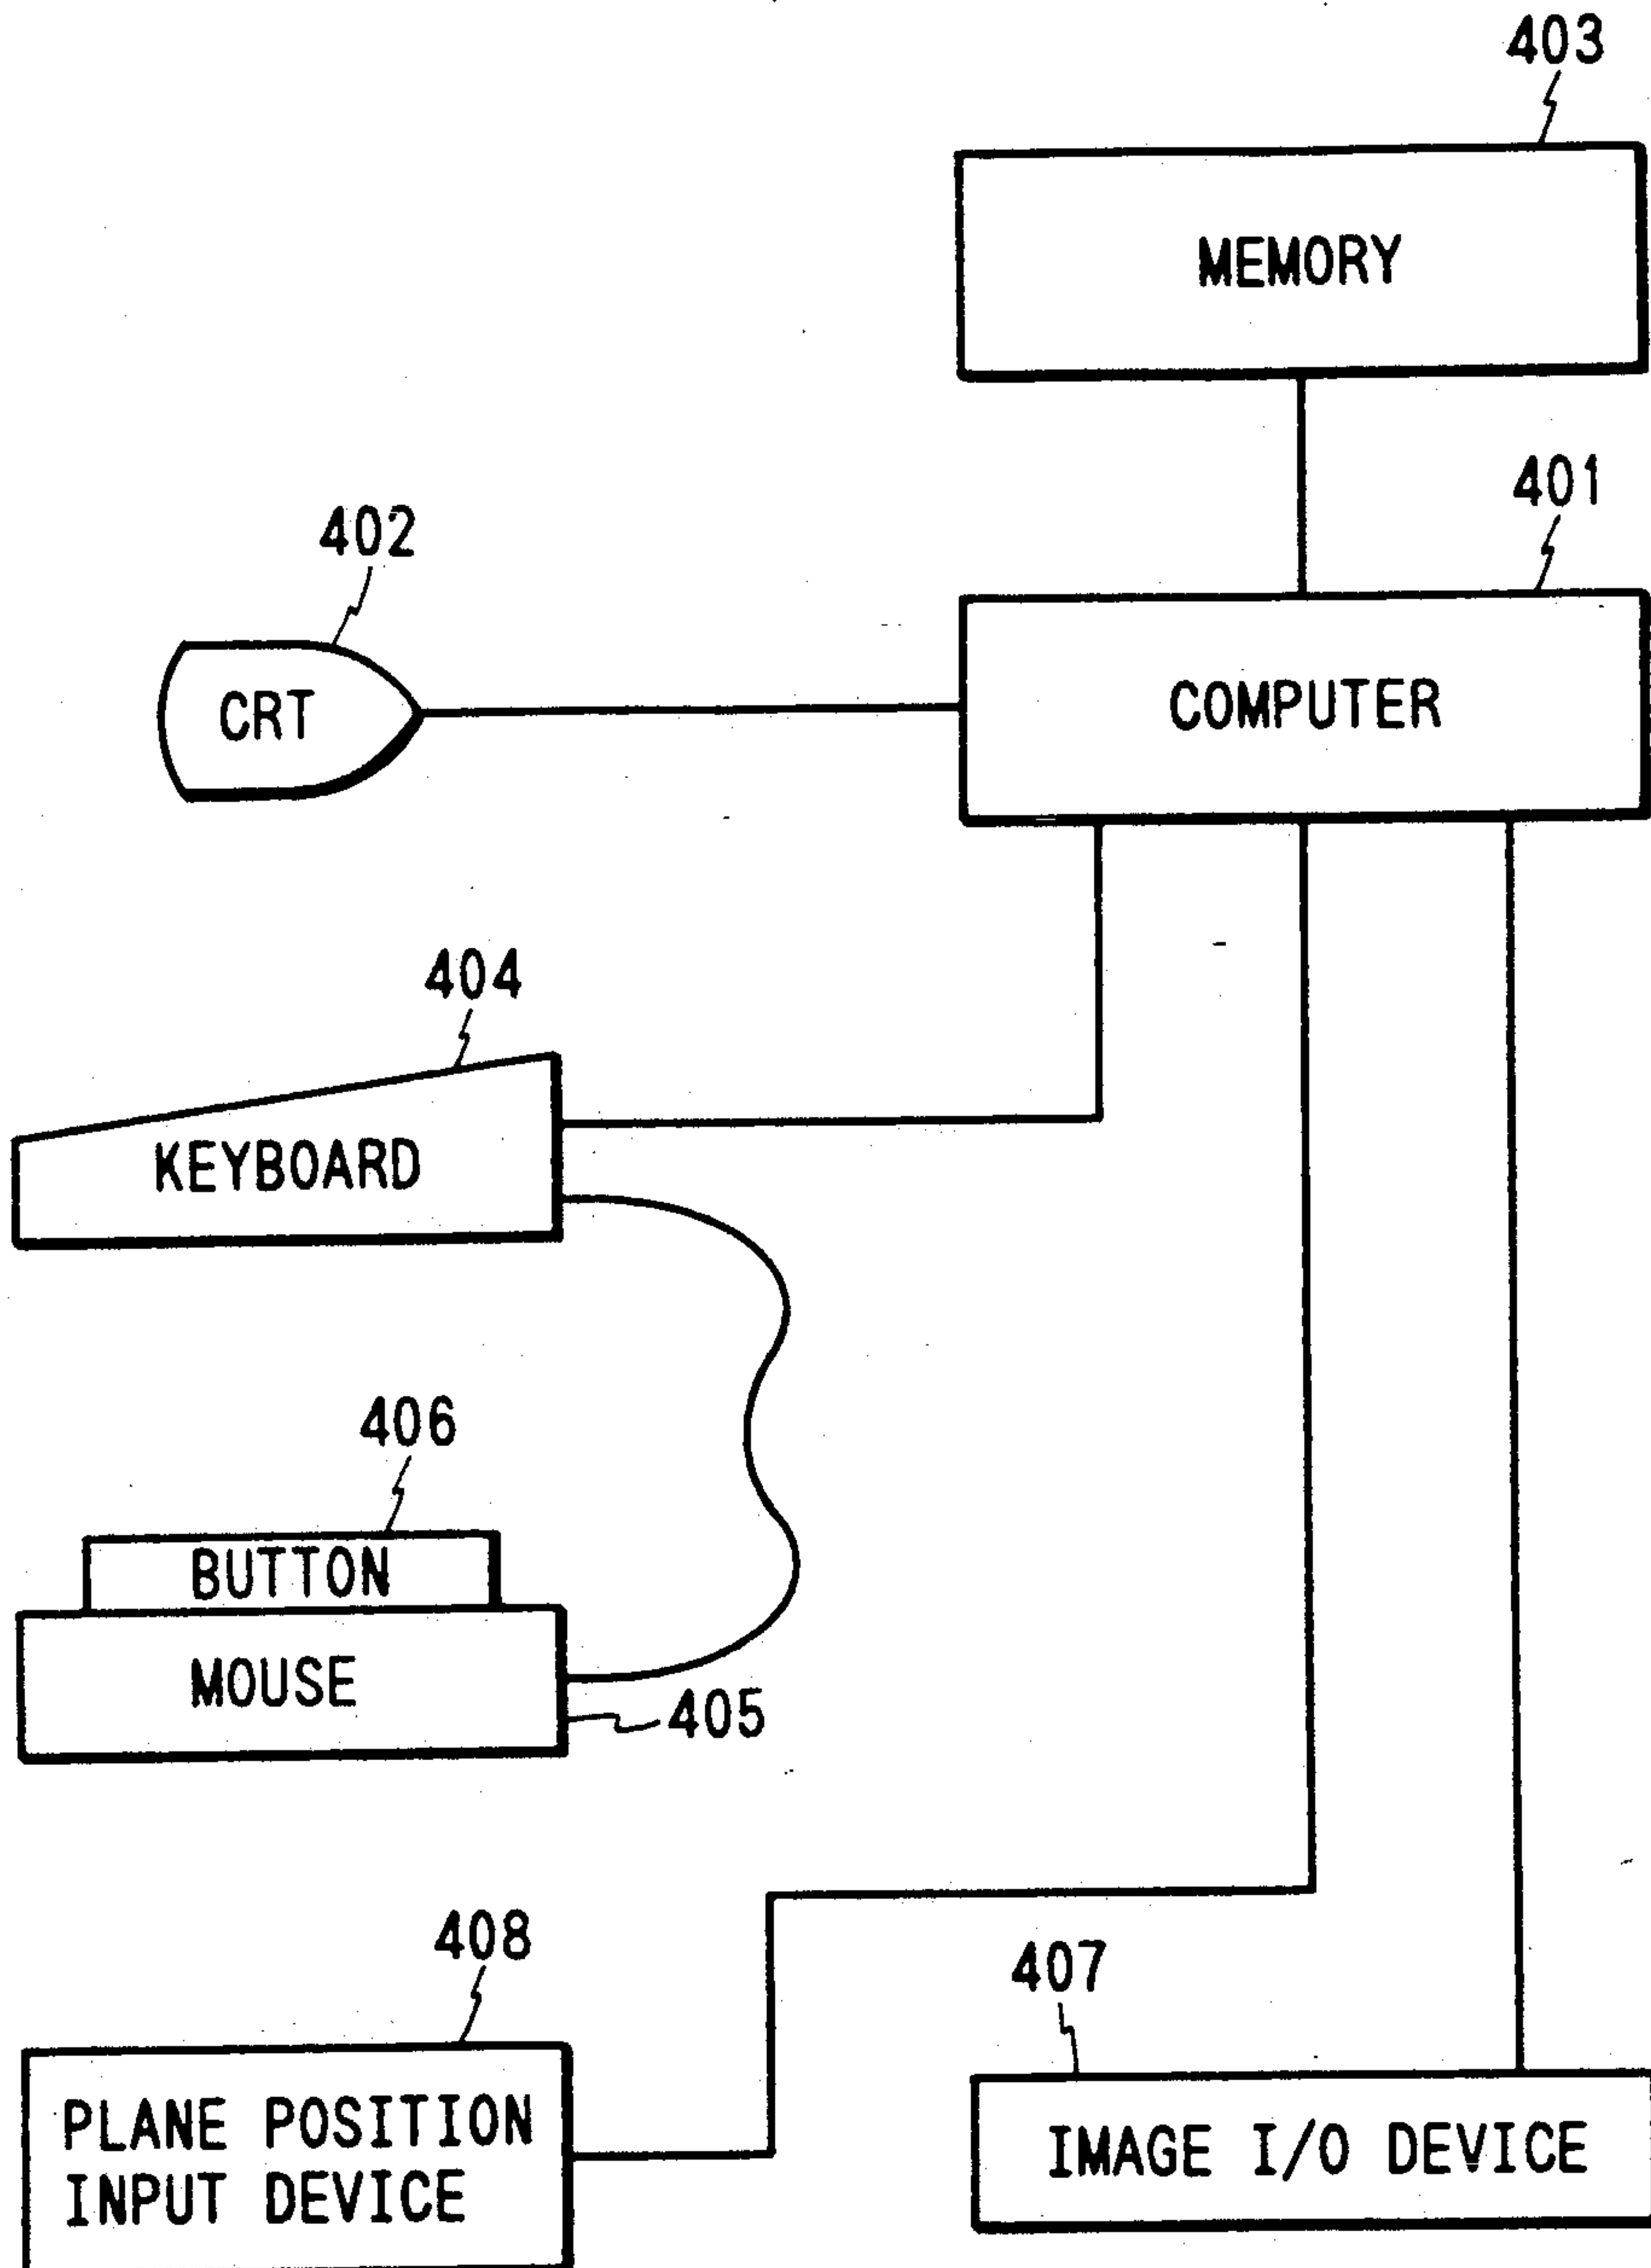 403
MEMORY
401
COMPUTER
402
CRT
404
KEYBOARD
406
BUTTON
MOUSE
405
408
PLANE POSITION
INPUT DEVICE
407
IMAGE I/O DEVICE